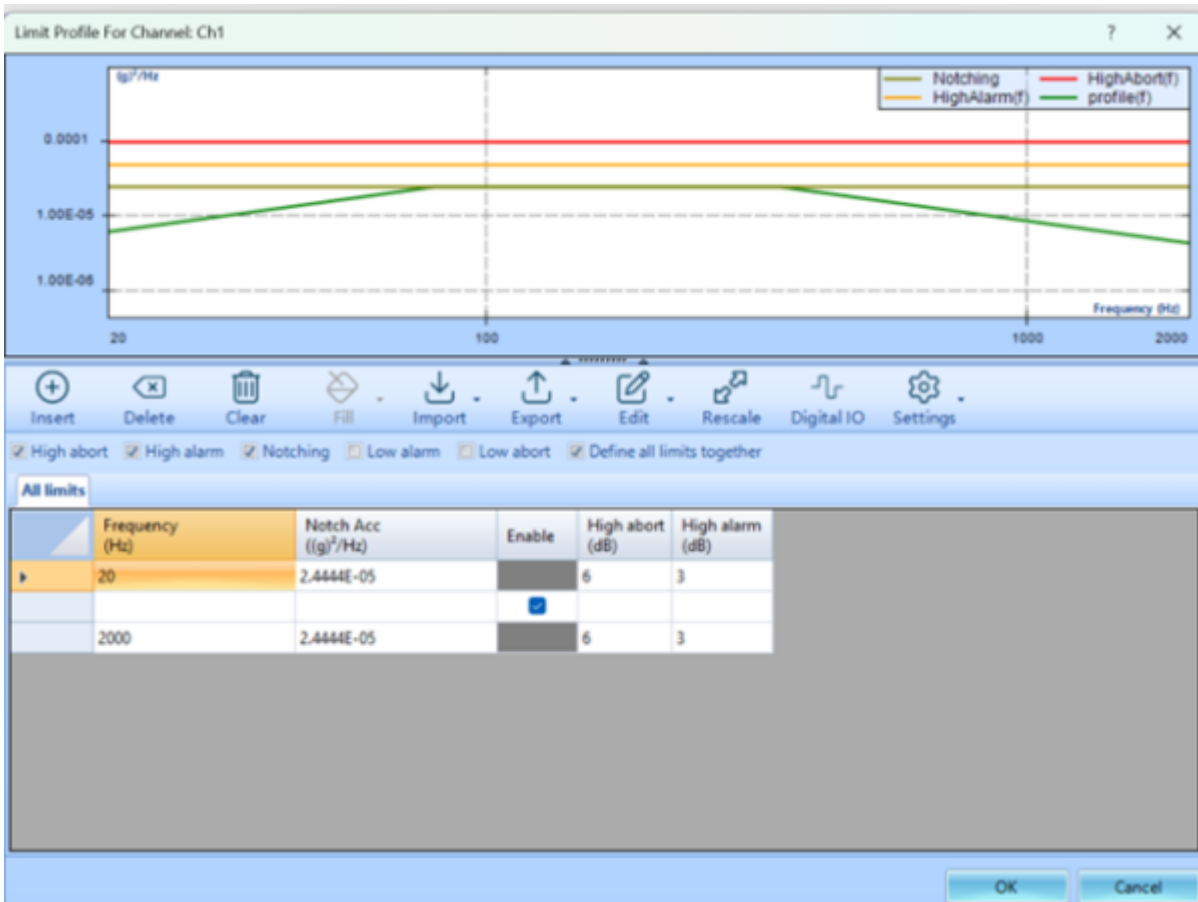 Limit Profile For Channel: Ch1 ? ×
(g)²/Hz
Notching HighAbort(f)
HighAlarm(f) profile(f)
0.0001
1.00E-05
1.00E-06
Frequency (Hz)
20 100 1000 2000
Insert Delete Clear Fill Import Export Edit Rescale Digital IO Settings
High abort High alarm Notching Low alarm Low abort Define all limits together
All limits
Frequency (Hz) Notch Acc ((g)²/Hz) Enable High abort (dB) High alarm (dB)
20 2.4444E-05 6 3
2000 2.4444E-05 6 3
OK Cancel